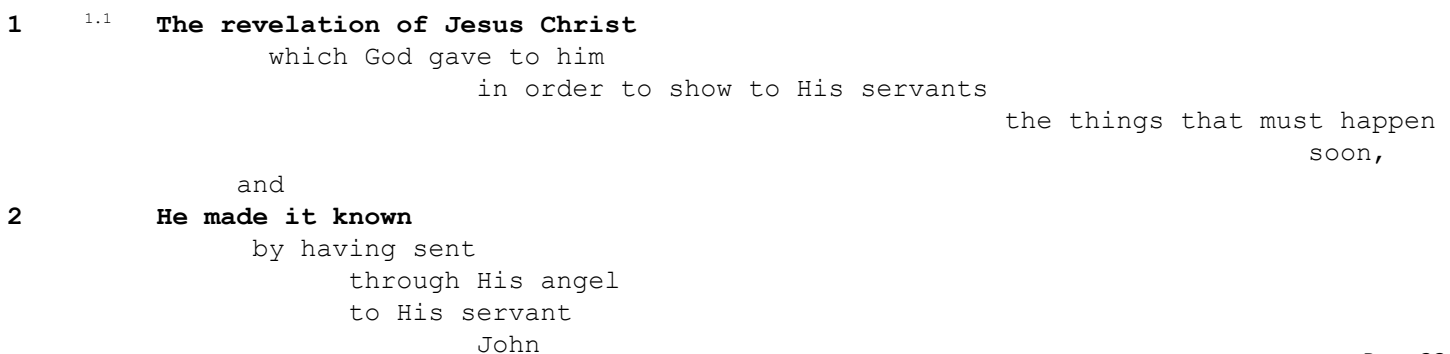 1 1.1 The revelation of Jesus Christ
which God gave to him
in order to show to His servants
the things that must happen
soon,
and
2 He made it known
by having sent
through His angel
to His servant
John